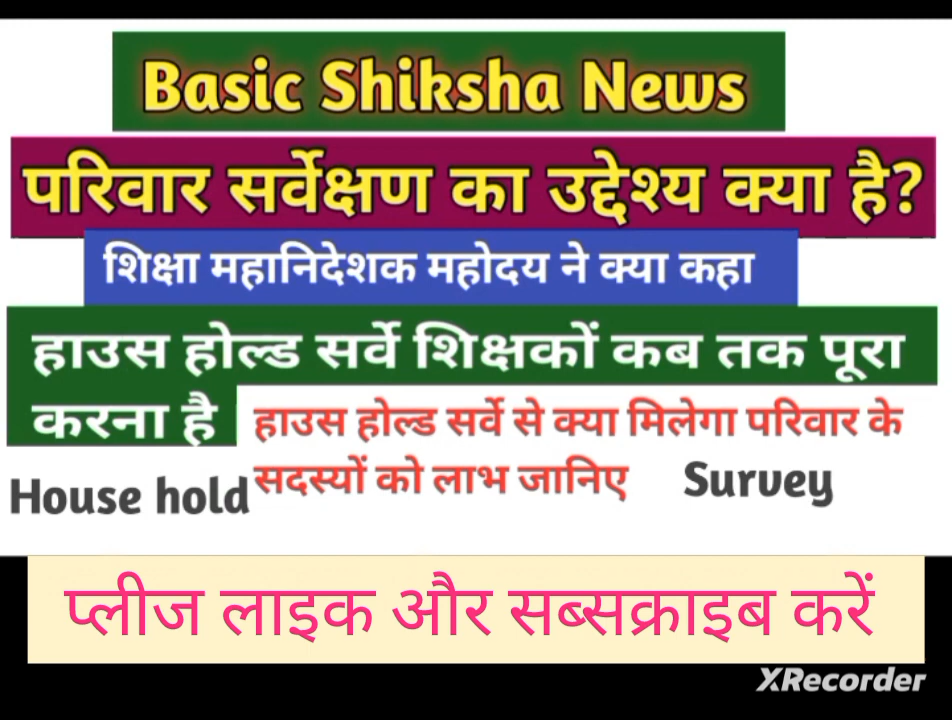 Basic Shiksha News
परिवार सर्वेक्षण का उद्देश्य क्या है?
शिक्षा महानिदेशक महोदय ने क्या कहा
हाउस होल्ड सर्वे शिक्षकों कब तक पूरा
करना है
हाउस होल्ड सर्वे से क्या मिलेगा परिवार के
सदस्यों को लाभ जानिए
House hold
Survey
प्लीज लाइक और सब्सक्राइब करें
XRecorder